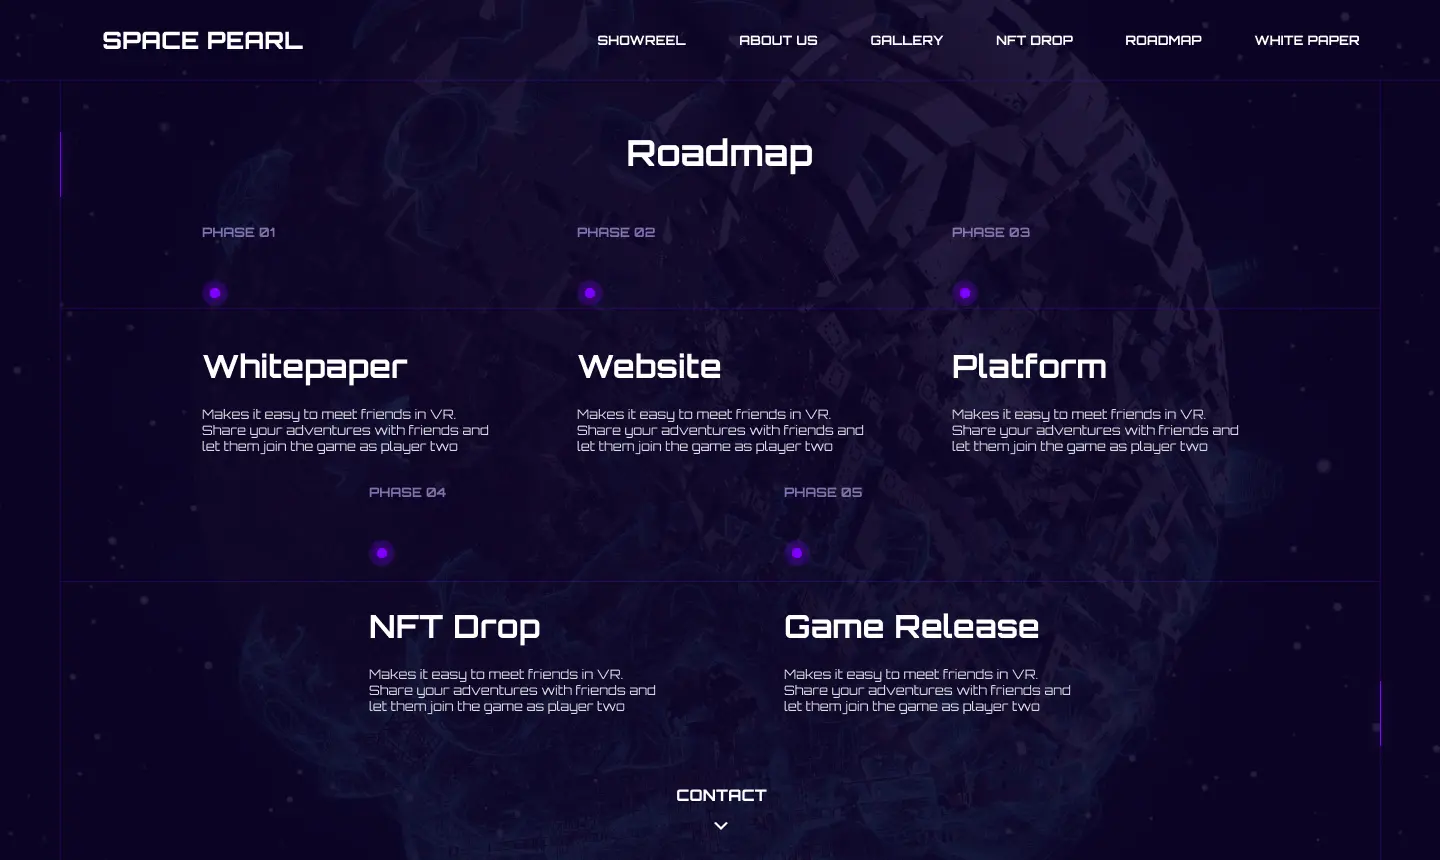 SPACE PEARL
SHOWREEL
ABOUT US
GALLERY
NFT DROP
ROADMAP
WHITE PAPER
Roadmap
PHASE 01
PHASE 02
PHASE 03
Whitepaper
Makes it easy to meet friends in VR.
Share your adventures with friends and
let them join the game as player two
Website
Makes it easy to meet friends in VR.
Share your adventures with friends and
let them join the game as player two
Platform
Makes it easy to meet friends in VR.
Share your adventures with friends and
let them join the game as player two
PHASE 04
PHASE 05
NFT Drop
Makes it easy to meet friends in VR.
Share your adventures with friends and
let them join the game as player two
Game Release
Makes it easy to meet friends in VR.
Share your adventures with friends and
let them join the game as player two
CONTACT